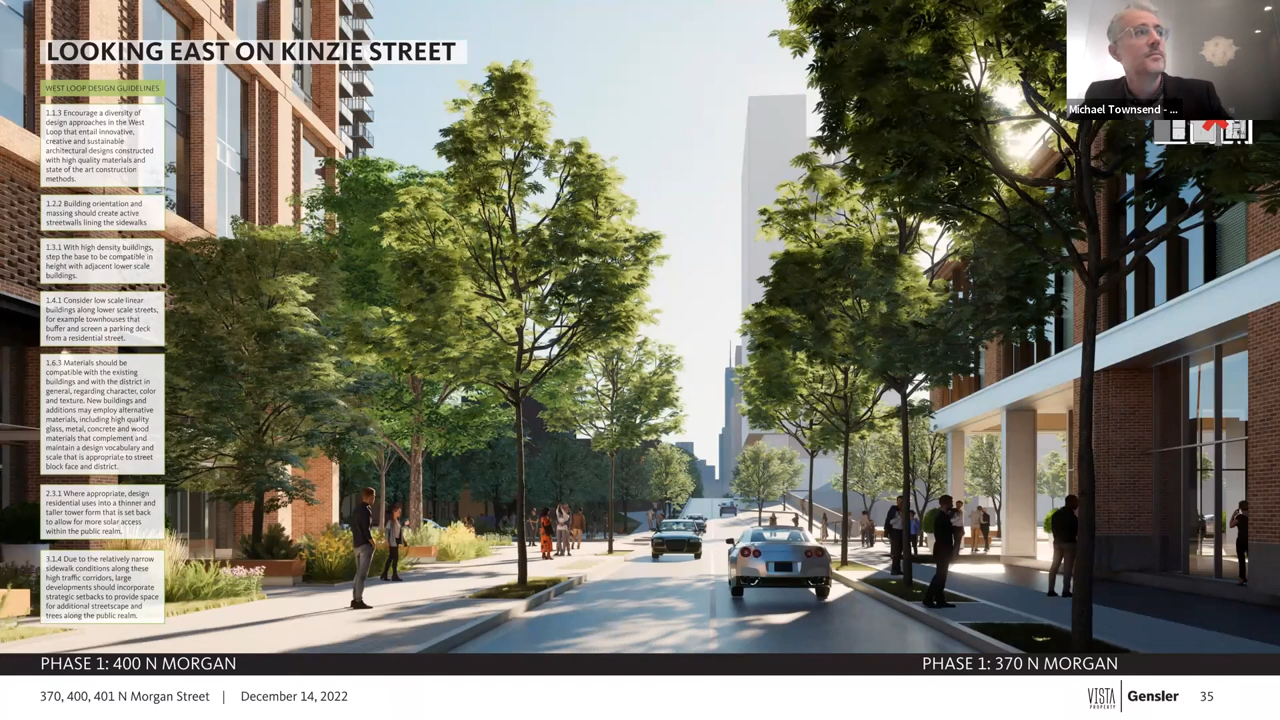 LOOKING EAST ON KINZIE STREET
WEST LOOP DESIGN GUIDELINES
1.1.3 Encourage a diversity of
design approaches in the West
Loop that entail innovative,
creative and sustainable
architectural designs constructed
with high quality materials and
state of the art construction
methods.
1.2.2 Building orientation and
massing should create active
streetwalls lining the sidewalks
1.3.1 With high density buildings,
step the base to be compatible in
height with adjacent lower scale
buildings.
1.4.1 Consider low scale linear
buildings along lower scale streets,
for example townhouses that
buffer and screen a parking deck
from a residential street.
1.6.3 Materials should be
compatible with the existing
buildings and with the district in
general, regarding character, color
and texture. New buildings and
additions may employ alternative
materials, including high quality
glass, metal, concrete and wood
materials that complement and
maintain a design vocabulary and
scale that is appropriate to street
block face and district.
2.3.1 Where appropriate, design
residential uses into a thinner and
taller tower form that is set back
to allow for more solar access
within the public realm.
3.1.4 Due to the relatively narrow
sidewalk conditions along these
high traffic corridors, large
developments should incorporate
strategic setbacks to provide space
for additional streetscape and
trees along the public realm.
Michael Townsend - ...
PHASE 1: 400 N MORGAN
PHASE 1: 370 N MORGAN
370, 400, 401 N Morgan Street | December 14, 2022
VISTA
PROPERTY
Gensler
35